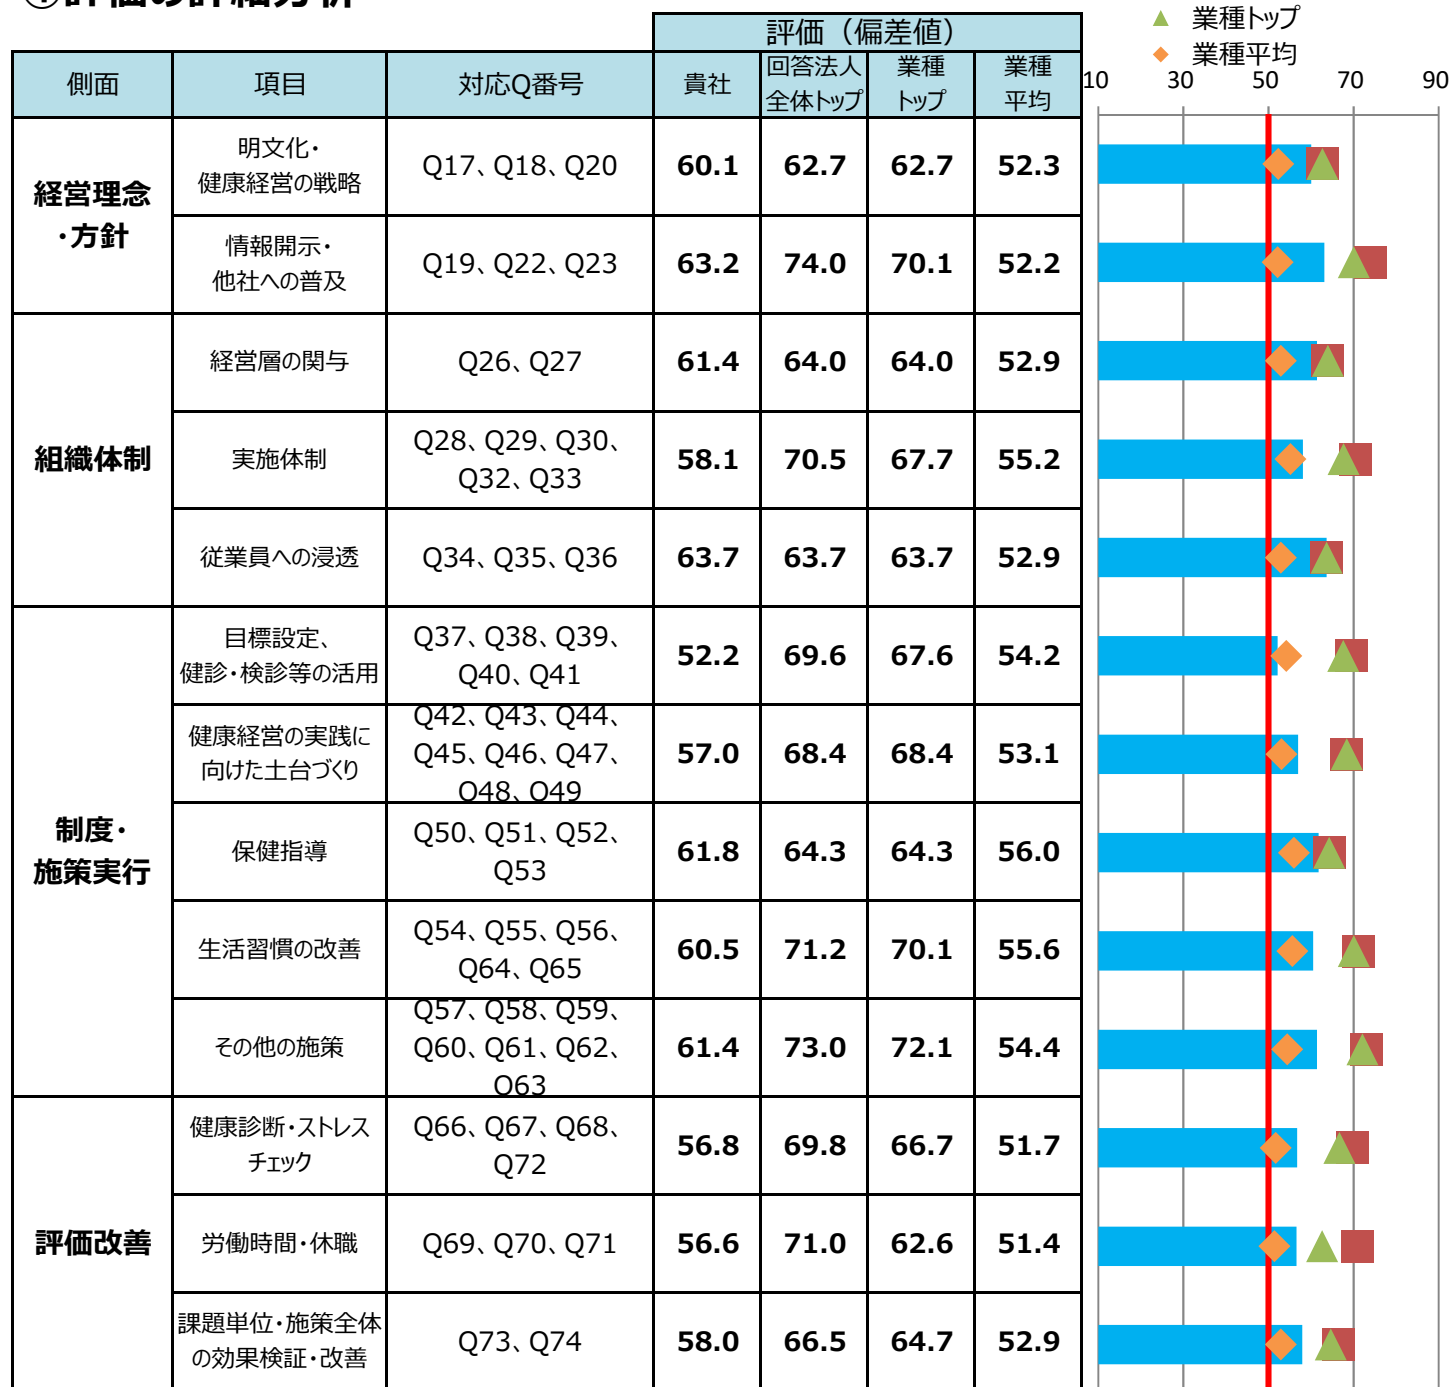 ①評価の詳細分析
業種トップ
業種平均
評価（偏差値）
側面 項目 対応Q番号 貴社 回答法人全体トップ 業種トップ 業種平均
10 30 50 70 90
経営理念・方針
明文化・健康経営の戦略 Q17、Q18、Q20 60.1 62.7 62.7 52.3
情報開示・他社への普及 Q19、Q22、Q23 63.2 74.0 70.1 52.2
組織体制
経営層の関与 Q26、Q27 61.4 64.0 64.0 52.9
実施体制 Q28、Q29、Q30、Q32、Q33 58.1 70.5 67.7 55.2
従業員への浸透 Q34、Q35、Q36 63.7 63.7 63.7 52.9
制度・施策実行
目標設定、健診・検診等の活用 Q37、Q38、Q39、Q40、Q41 52.2 69.6 67.6 54.2
健康経営の実践に向けた土台づくり Q42、Q43、Q44、Q45、Q46、Q47、Q48、Q49 57.0 68.4 68.4 53.1
保健指導 Q50、Q51、Q52、Q53 61.8 64.3 64.3 56.0
生活習慣の改善 Q54、Q55、Q56、Q64、Q65 60.5 71.2 70.1 55.6
その他の施策 Q57、Q58、Q59、Q60、Q61、Q62、Q63 61.4 73.0 72.1 54.4
評価改善
健康診断・ストレスチェック Q66、Q67、Q68、Q72 56.8 69.8 66.7 51.7
労働時間・休職 Q69、Q70、Q71 56.6 71.0 62.6 51.4
課題単位・施策全体の効果検証・改善 Q73、Q74 58.0 66.5 64.7 52.9